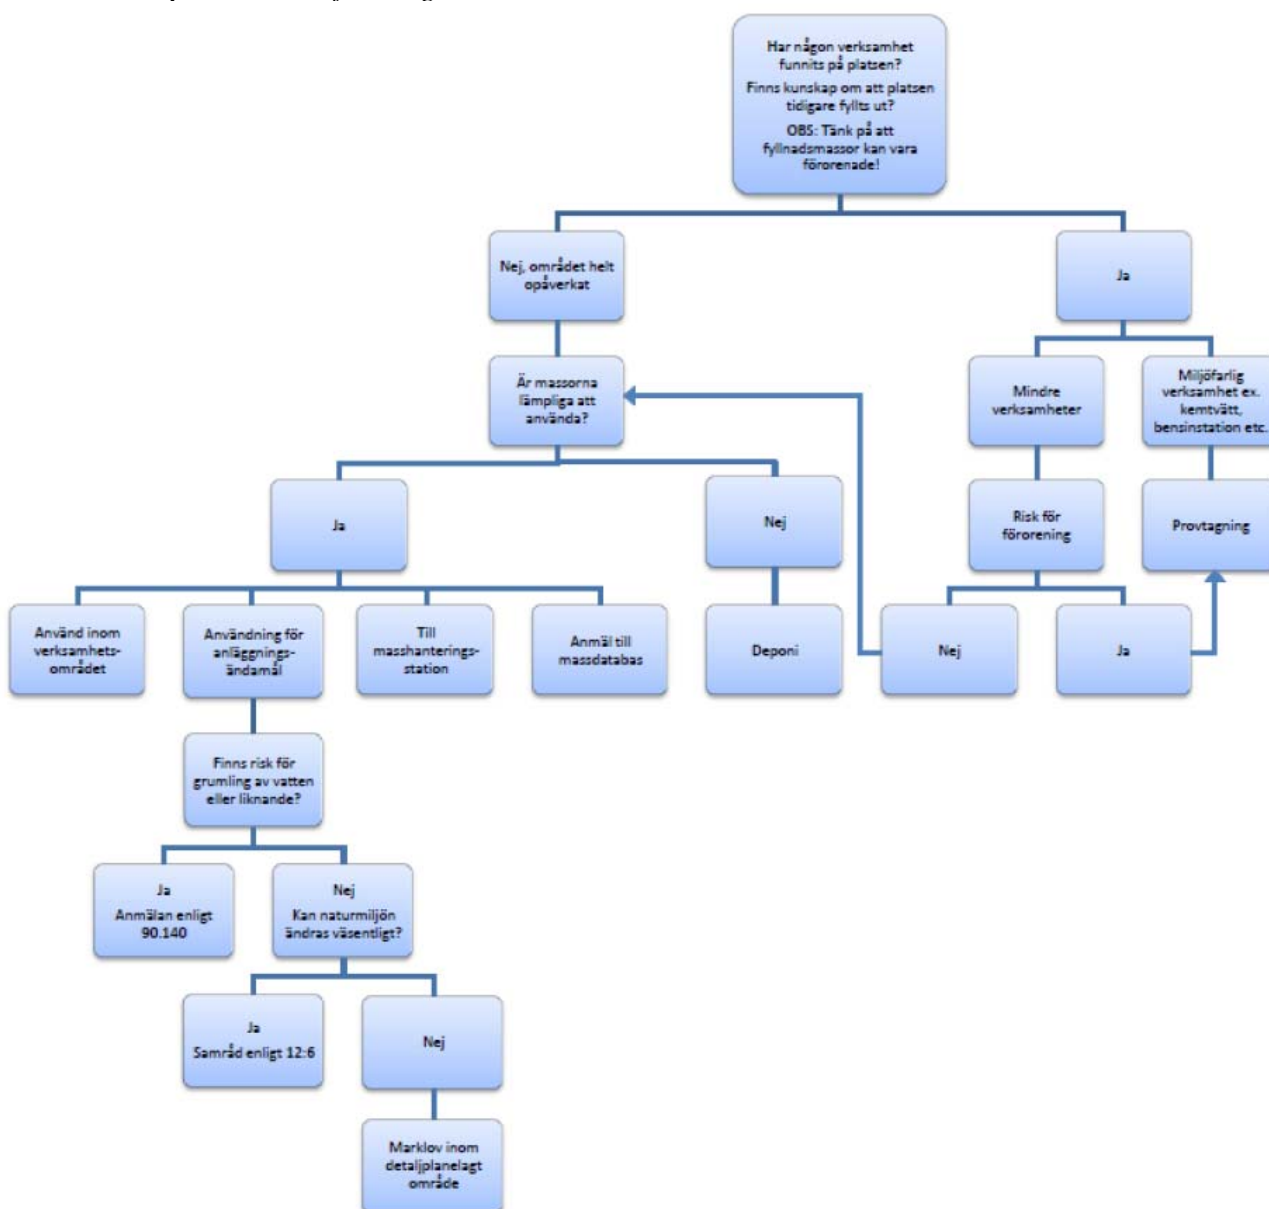 Har någon verksamhet
funnits på platsen?
Finns kunskap om att platsen
tidigare fyllts ut?
OBS: Tänk på att
fyllnadsmassor kan vara
förorenade!
Nej, området helt
opåverkat
Ja
Är massorna
lämpliga att
använda?
Mindre
verksamheter
Miljöfarlig
verksamhet ex.
kemtvätt,
bensinstation etc.
Ja
Nej
Risk för
förorening
Provtagning
Använd inom
verksamhets-
området
Användning för
anläggnings-
ändamål
Till
masshanterings-
station
Anmäl till
massdatabas
Deponi
Nej
Ja
Finns risk för
grumling av vatten
eller liknande?
Ja
Anmälan enligt
90.140
Nej
Kan naturmiljön
ändras väsentligt?
Ja
Samråd enligt 12:6
Nej
Marklov inom
detaljplanelagt
område